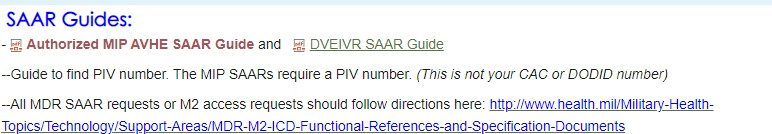 SAAR Guides:
- Authorized MIP AVHE SAAR Guide and DVEIVR SAAR Guide
--Guide to find PIV number. The MIP SAARs require a PIV number. (This is not your CAC or DODID number)
--All MDR SAAR requests or M2 access requests should follow directions here: http://www.health.mil/Military-Health-
Topics/Technology/Support-Areas/MDR-M2-ICD-Functional-References-and-Specification-Documents